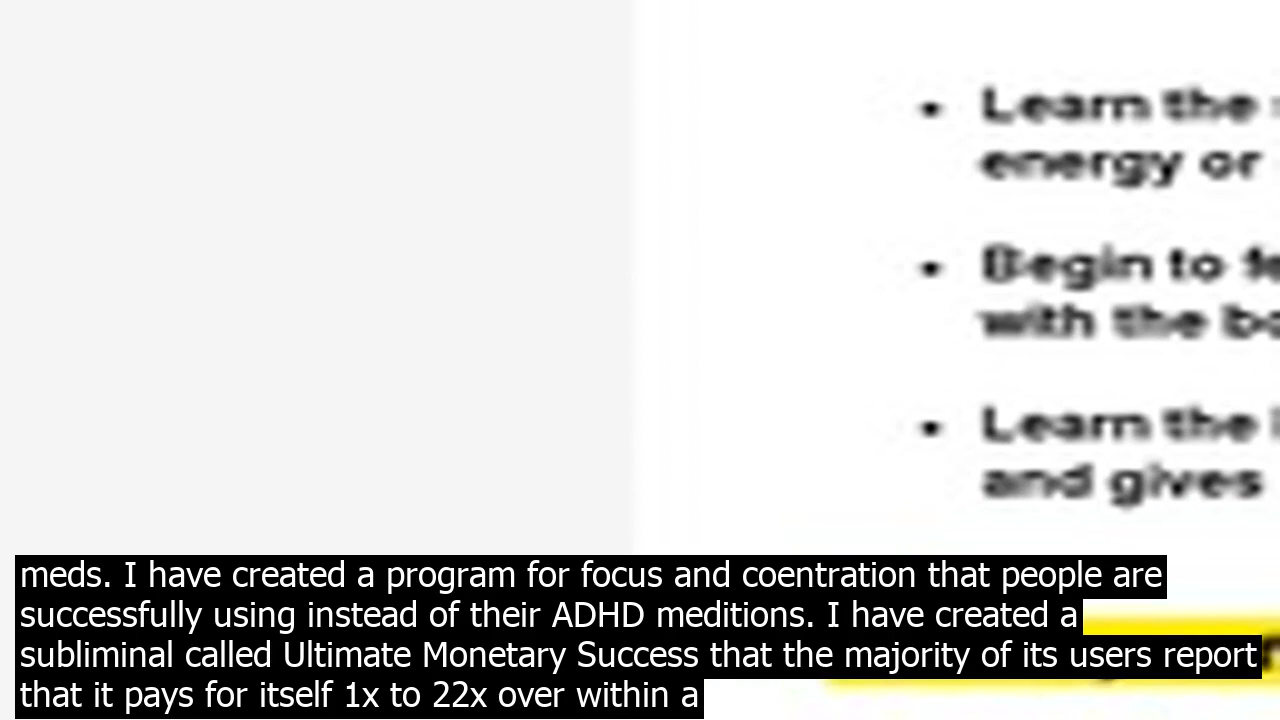 • Learn the
energy or
• Begin to fe
with the bo
• Learn the
and gives
meds. I have created a program for focus and coentration that people are
successfully using instead of their ADHD meditions. I have created a
subliminal called Ultimate Monetary Success that the majority of its users report
that it pays for itself 1x to 22x over within a